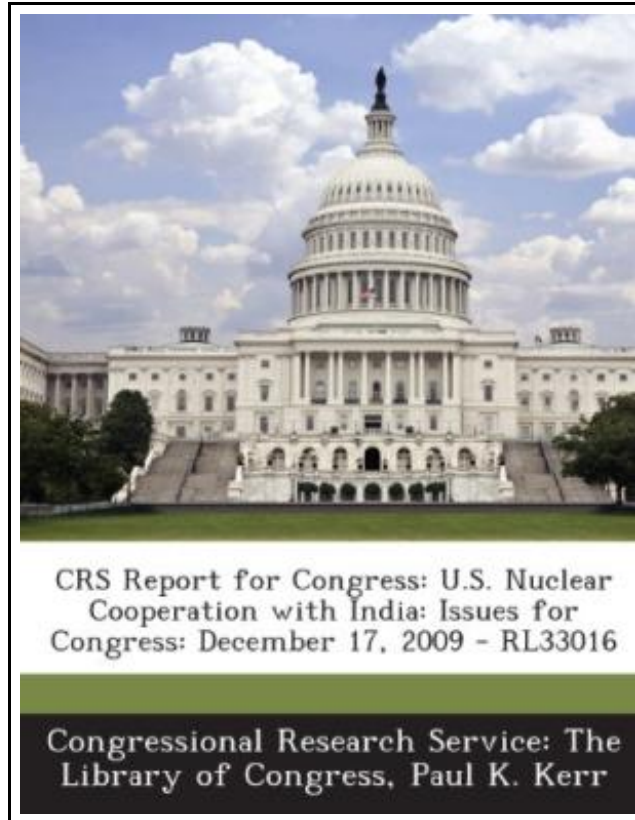 CRS Report for Congress: U.S. Nuclear
Cooperation with India: Issues for
Congress: December 17, 2009 - RL33016
Congressional Research Service: The
Library of Congress, Paul K. Kerr